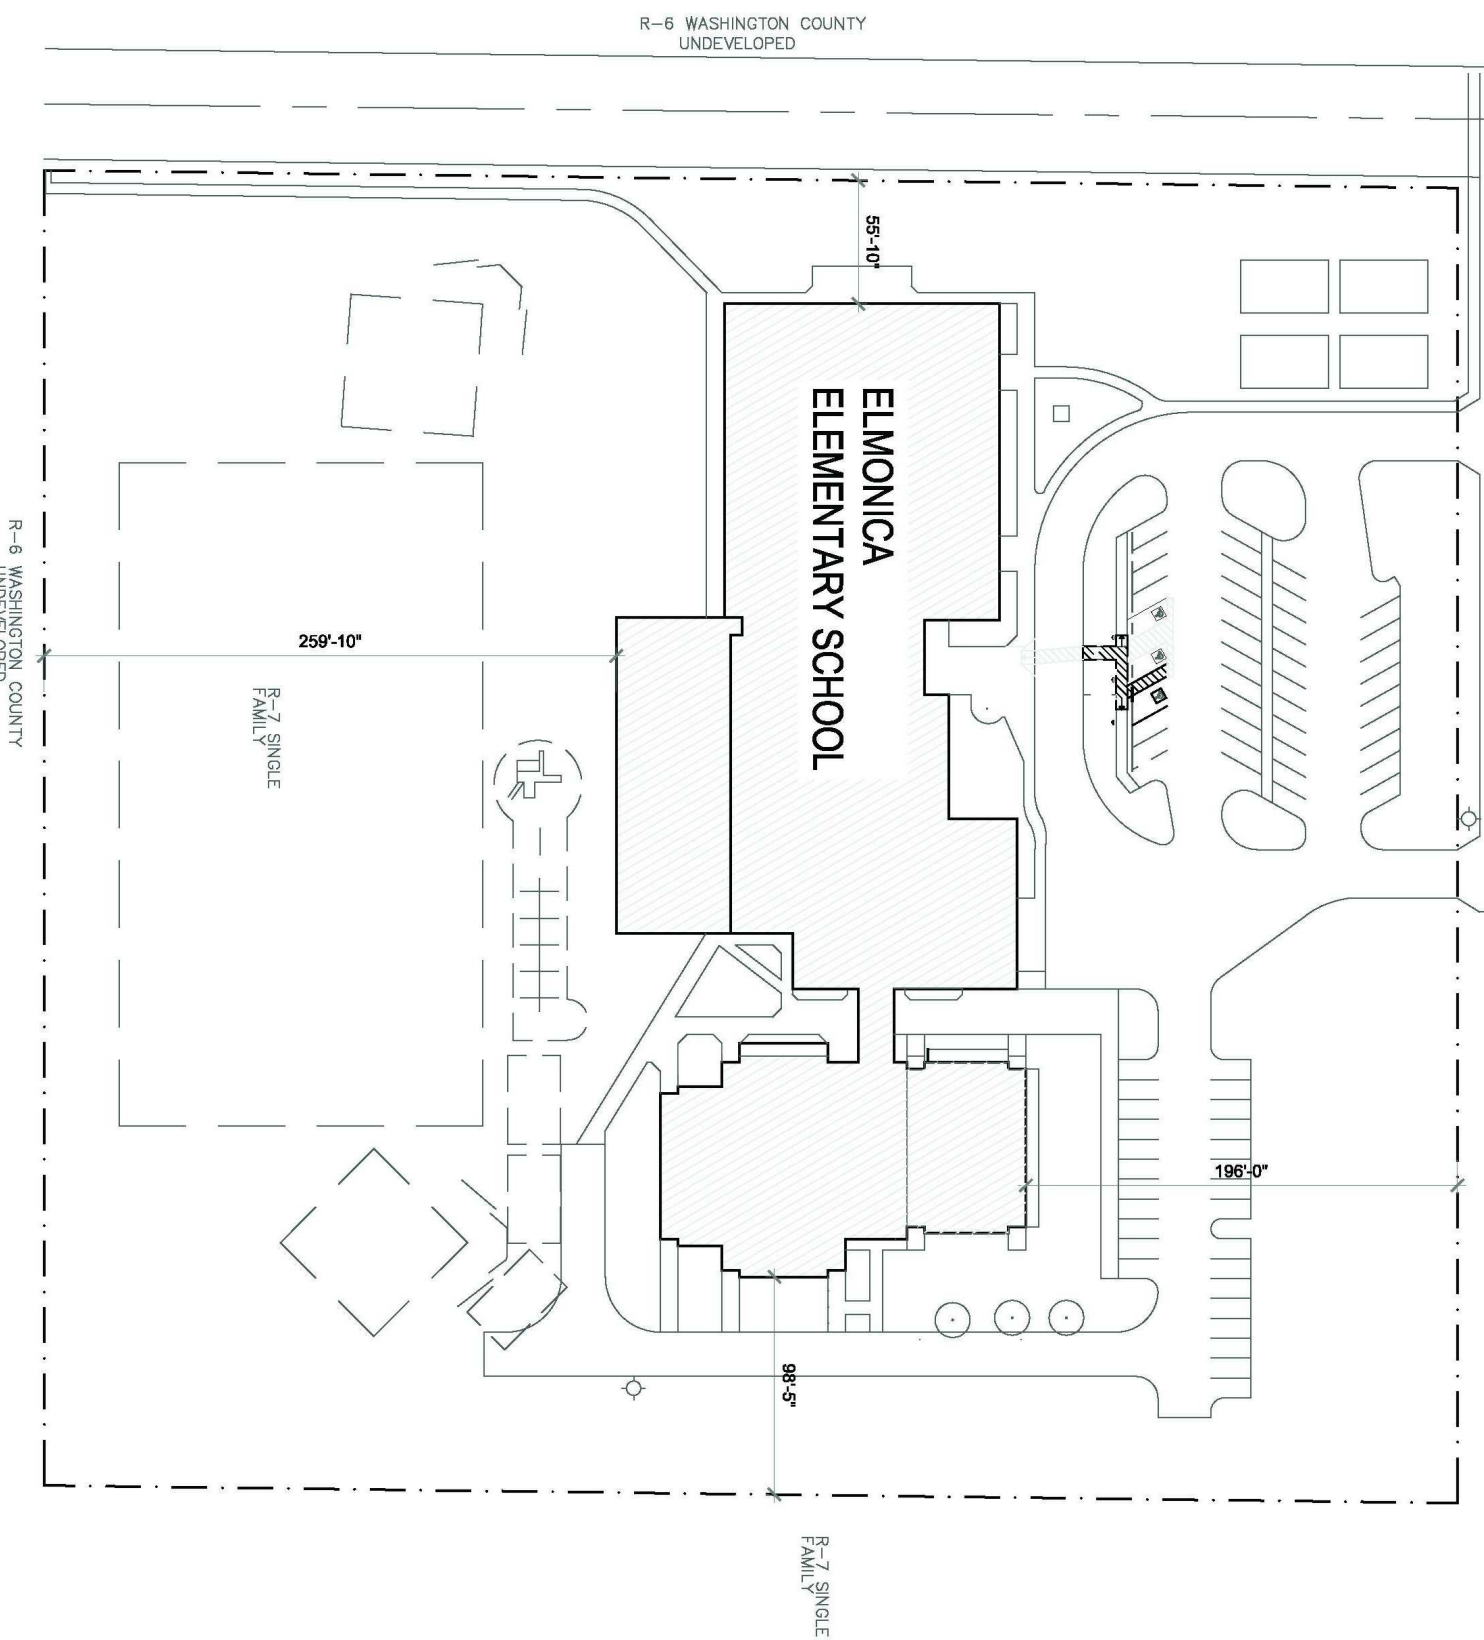 R-6 WASHINGTON COUNTY
UNDEVELOPED
55'-10"
ELMONICA
ELEMENTARY SCHOOL
R-6 WASHINGTON COUNTY
UNDEVELOPED
259'-10"
R-7 SINGLE
FAMILY
196'-0"
98'-5"
R-7 SINGLE
FAMILY